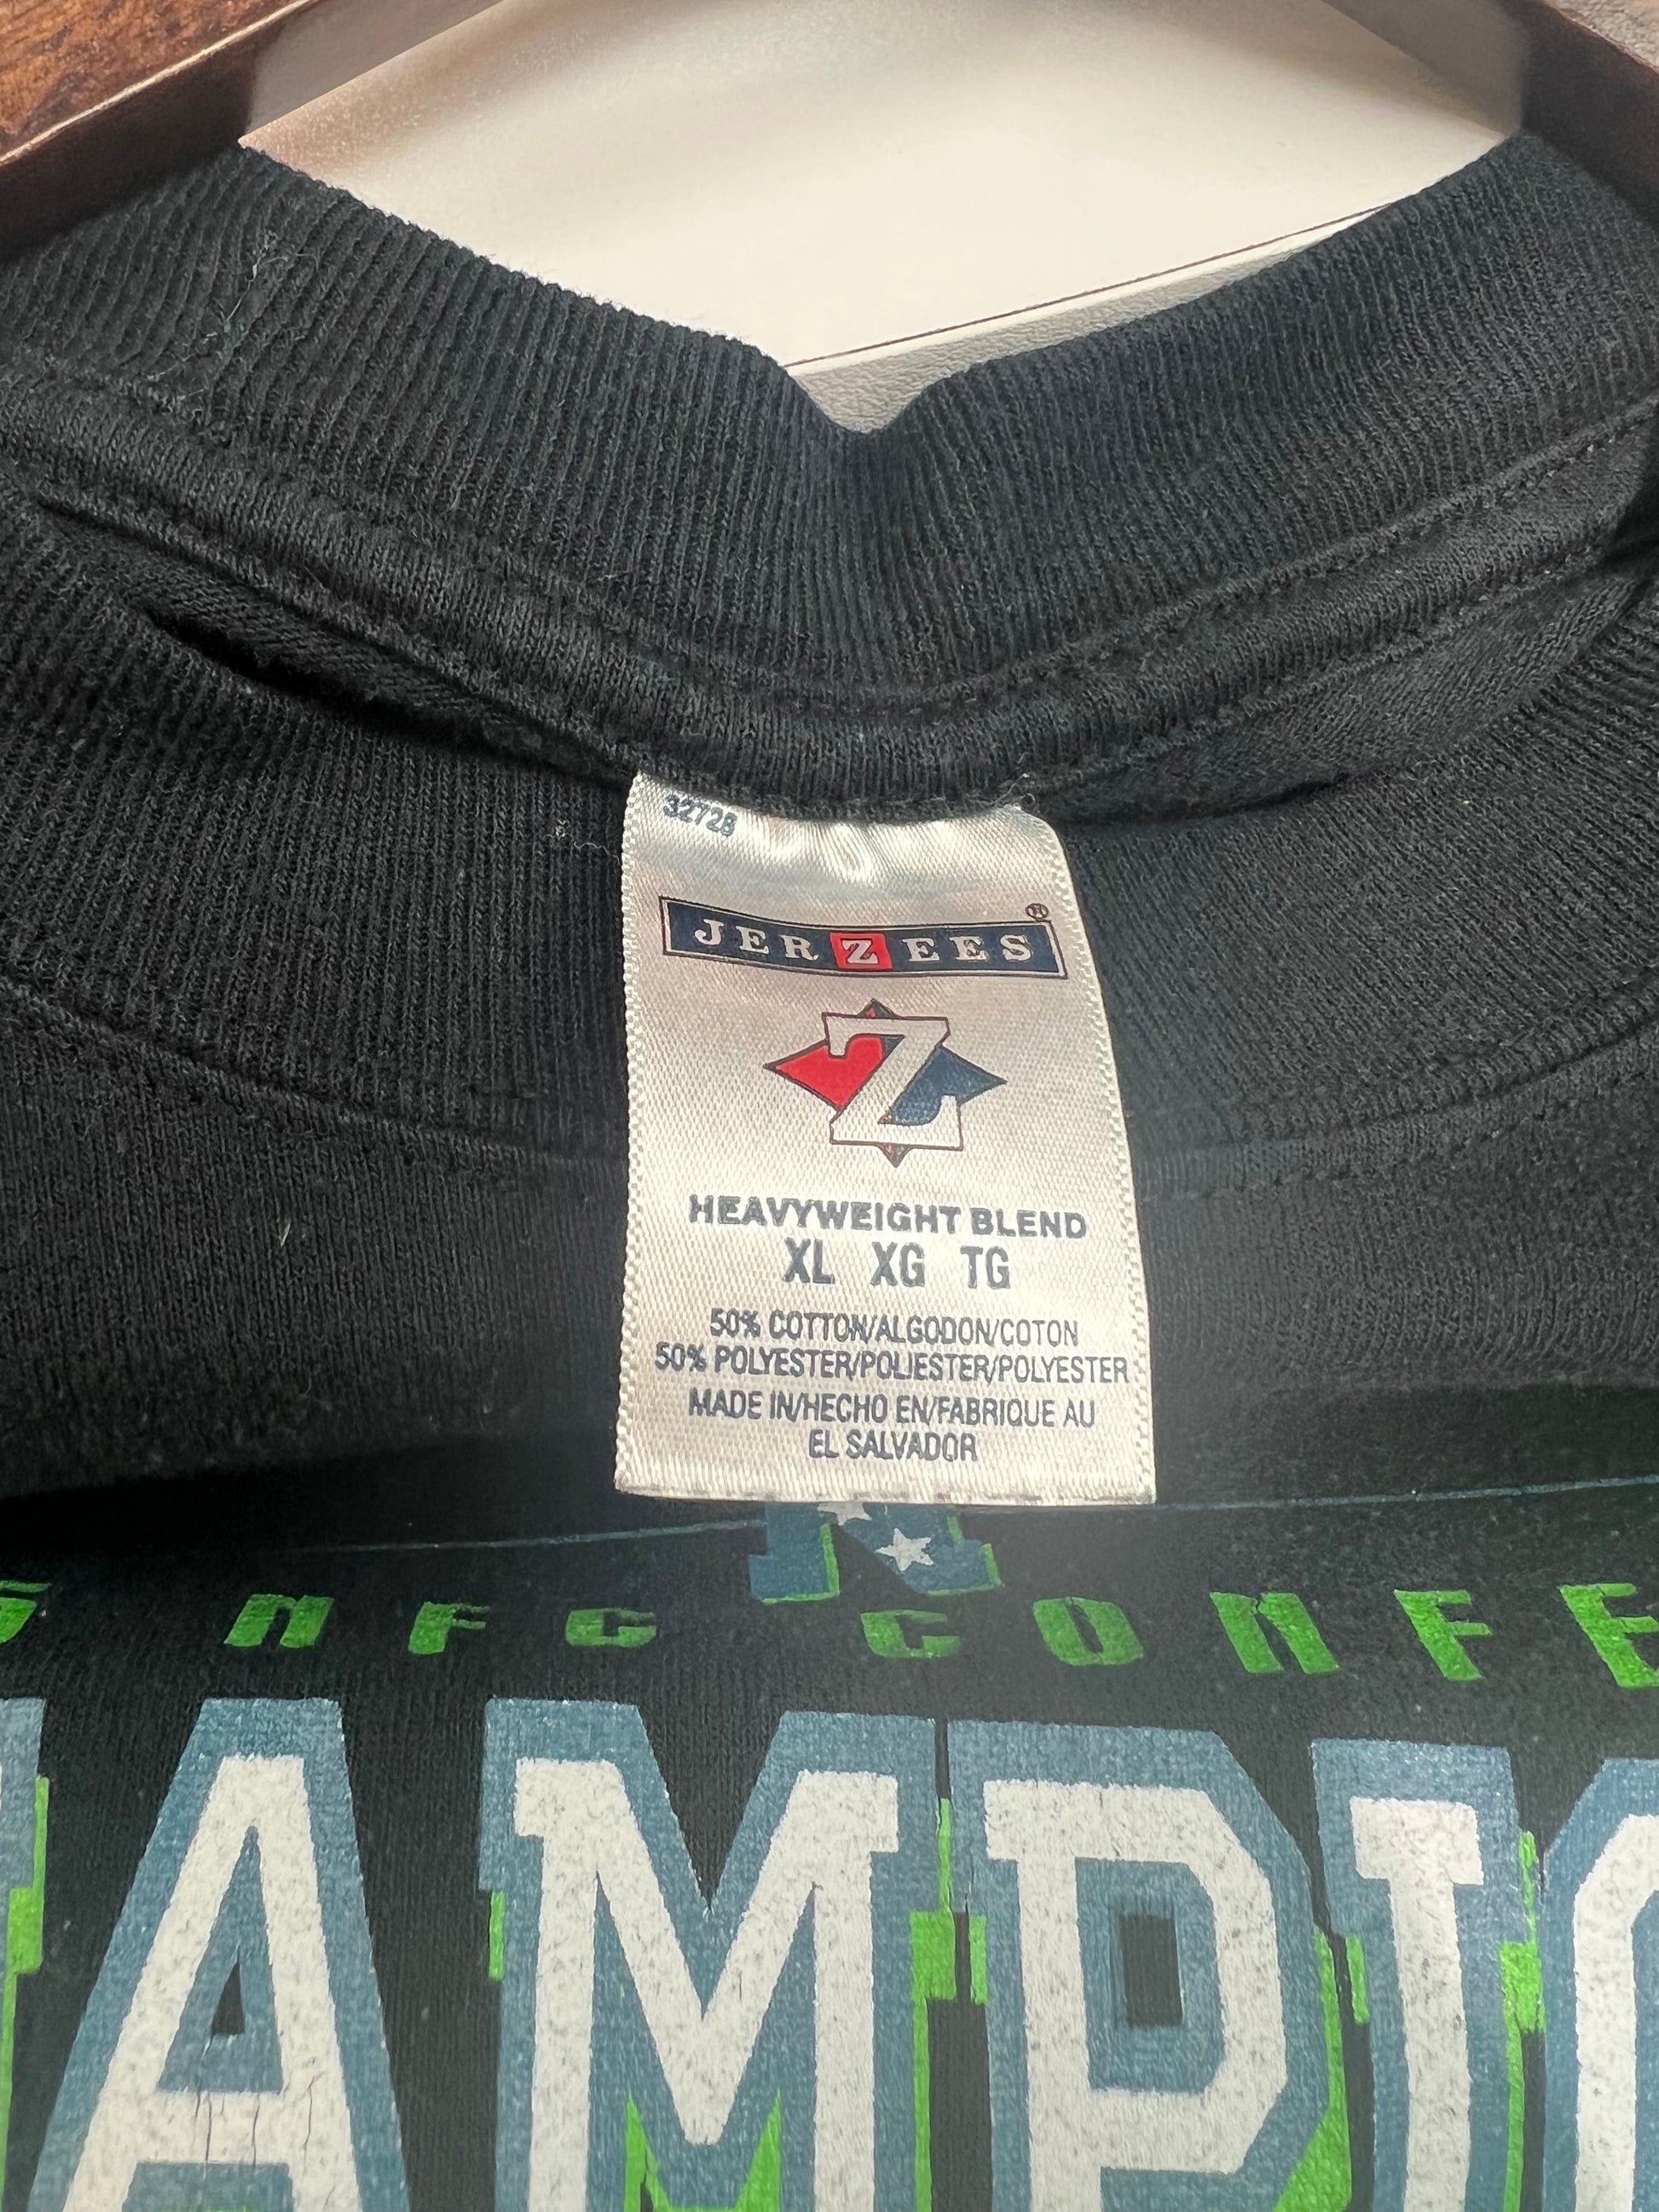 32728
JERZEES®
Z
HEAVYWEIGHT BLEND
XL XG TG
50% COTTON/ALGODON/COTON
50% POLYESTER/POLIESTER/POLYESTER
MADE IN/HECHO EN/FABRIQUE AU
EL SALVADOR
N
NFC CONFE
AMPIO